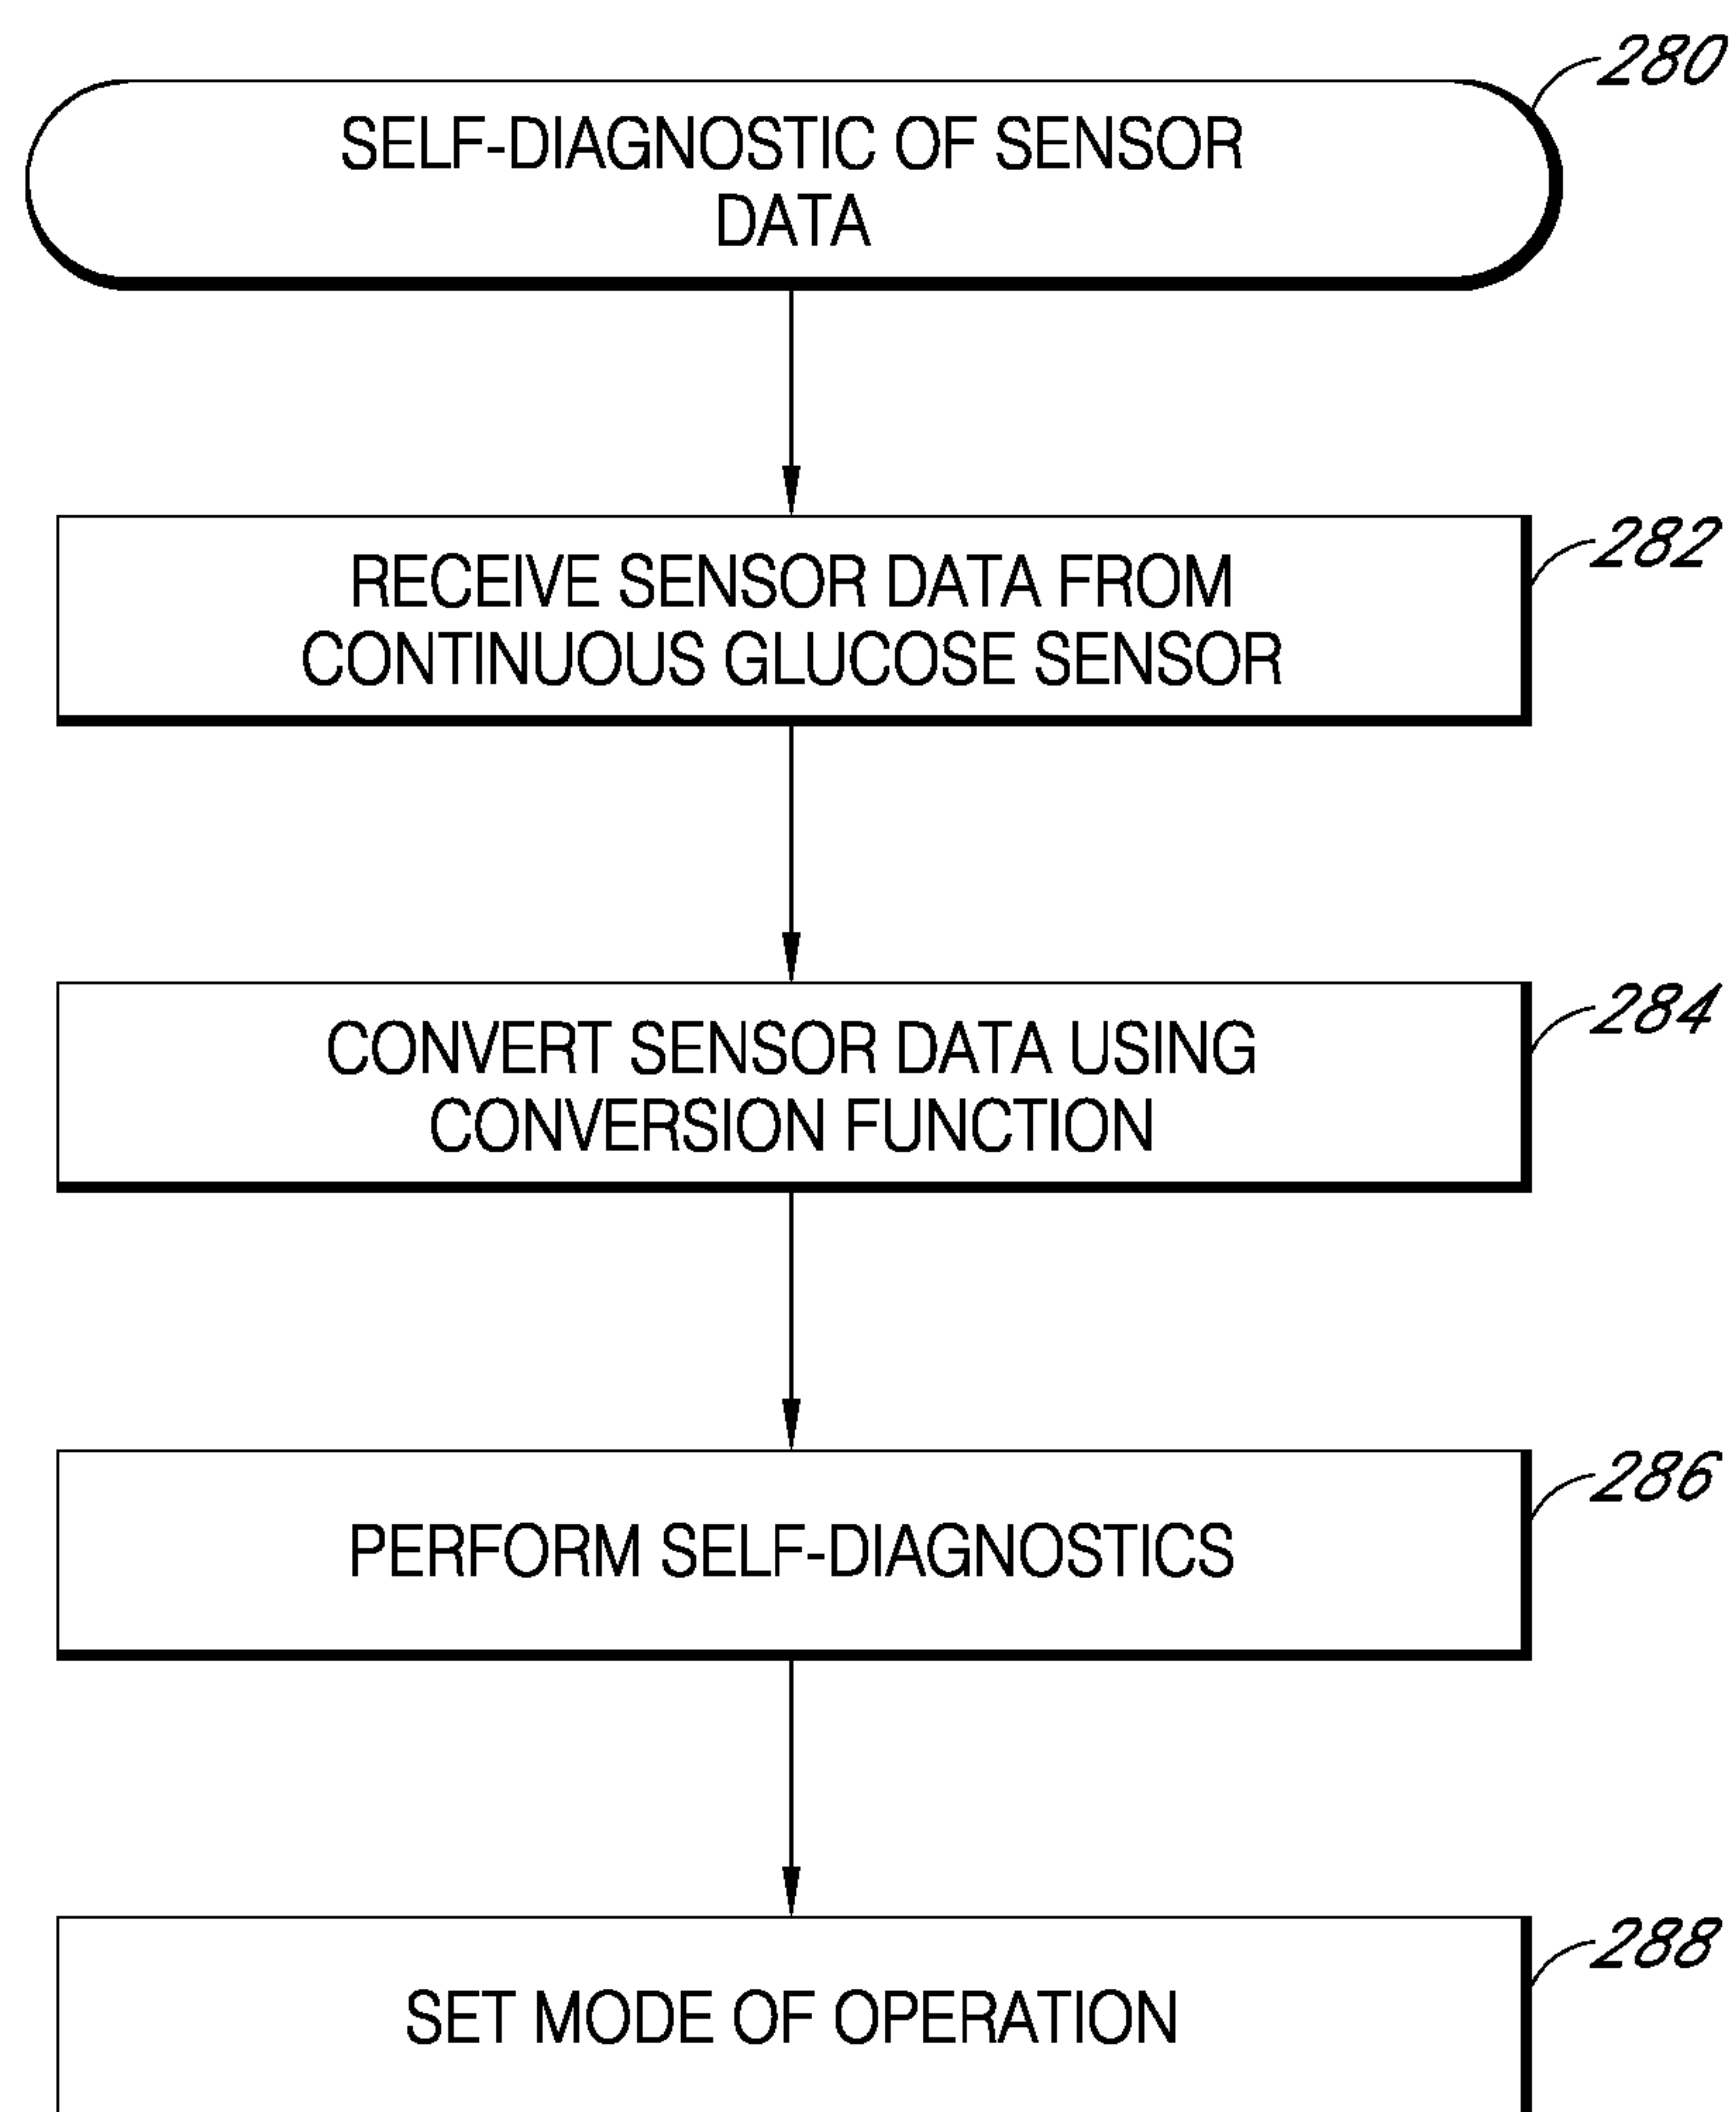 280
SELF-DIAGNOSTIC OF SENSOR
DATA
282
RECEIVE SENSOR DATA FROM
CONTINUOUS GLUCOSE SENSOR
284
CONVERT SENSOR DATA USING
CONVERSION FUNCTION
286
PERFORM SELF-DIAGNOSTICS
288
SET MODE OF OPERATION